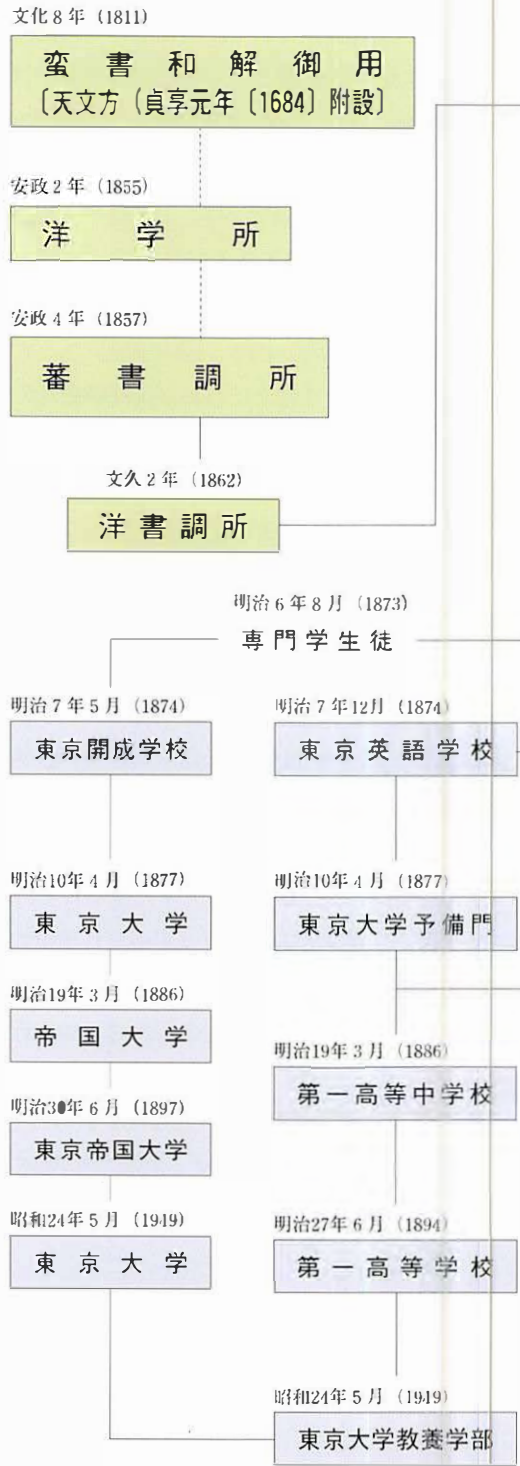 文化8年（1811）
蛮書和解御用
〔天文方（貞享元年〔1684〕附設〕
安政2年（1855）
洋学所
安政4年（1857）
蕃書調所
文久2年（1862）
洋書調所
明治6年8月（1873）
専門学生徒
明治7年5月（1874）
東京開成学校
明治10年4月（1877）
東京大学
明治19年3月（1886）
帝国大学
明治30年6月（1897）
東京帝国大学
昭和24年5月（1949）
東京大学
明治7年12月（1874）
東京英語学校
明治10年4月（1877）
東京大学予備門
明治19年3月（1886）
第一高等中学校
明治27年6月（1894）
第一高等学校
昭和24年5月（1949）
東京大学教養学部